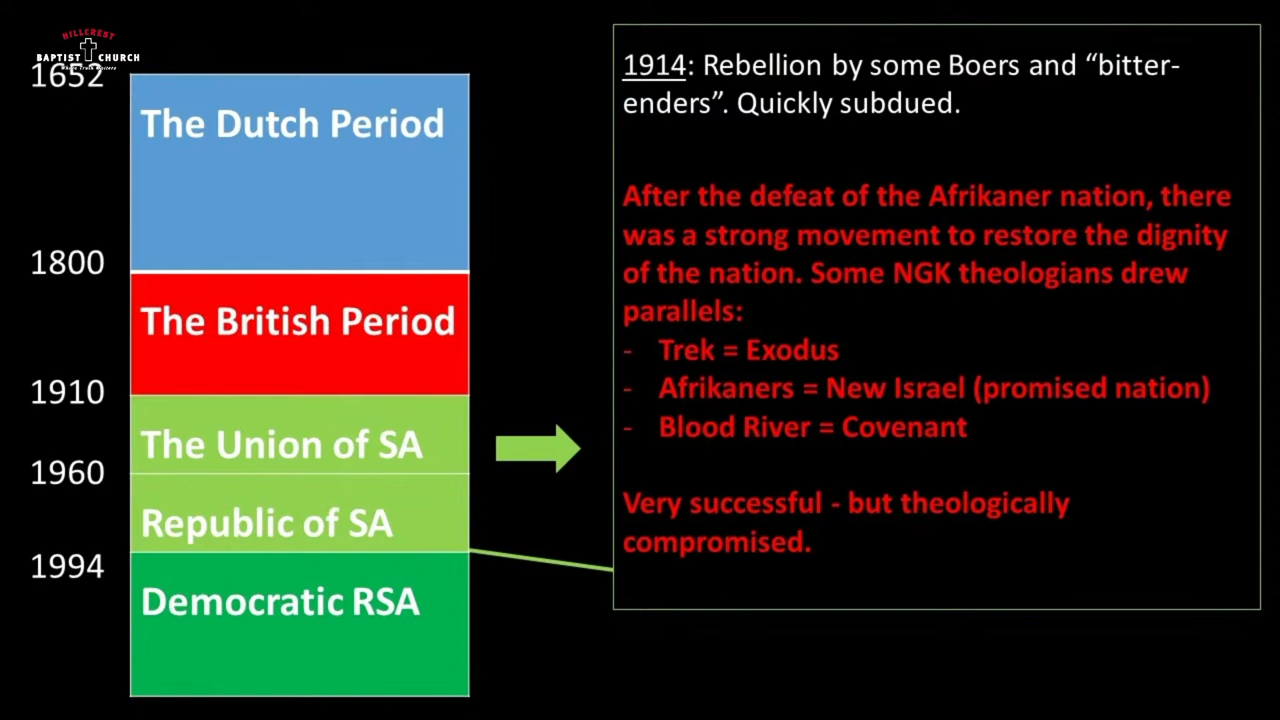 HILLCREST
BAPTIST CHURCH
1652
The Dutch Period
1800
The British Period
1910
The Union of SA
1960
Republic of SA
1994
Democratic RSA
1914: Rebellion by some Boers and “bitter-
enders”. Quickly subdued.
After the defeat of the Afrikaner nation, there
was a strong movement to restore the dignity
of the nation. Some NGK theologians drew
parallels:
- Trek = Exodus
- Afrikaners = New Israel (promised nation)
- Blood River = Covenant
Very successful - but theologically
compromised.